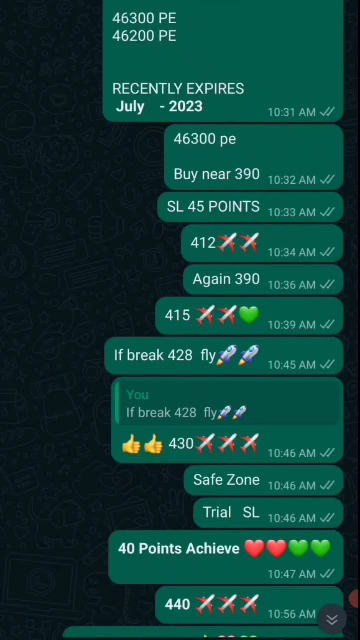 46300 PE
46200 PE
RECENTLY EXPIRES
July - 2023
10:31 AM
46300 pe
Buy near 390
10:32 AM
SL 45 POINTS
10:33 AM
412✈️✈️
10:34 AM
Again 390
10:36 AM
415 ✈️✈️💚
10:39 AM
If break 428 fly🚀🚀
10:45 AM
You
If break 428 fly🚀🚀
👍👍 430✈️✈️✈️
10:46 AM
Safe Zone
10:46 AM
Trial SL
10:46 AM
40 Points Achieve ❤️❤️💚💚
10:47 AM
440 ✈️✈️✈️
10:56 AM